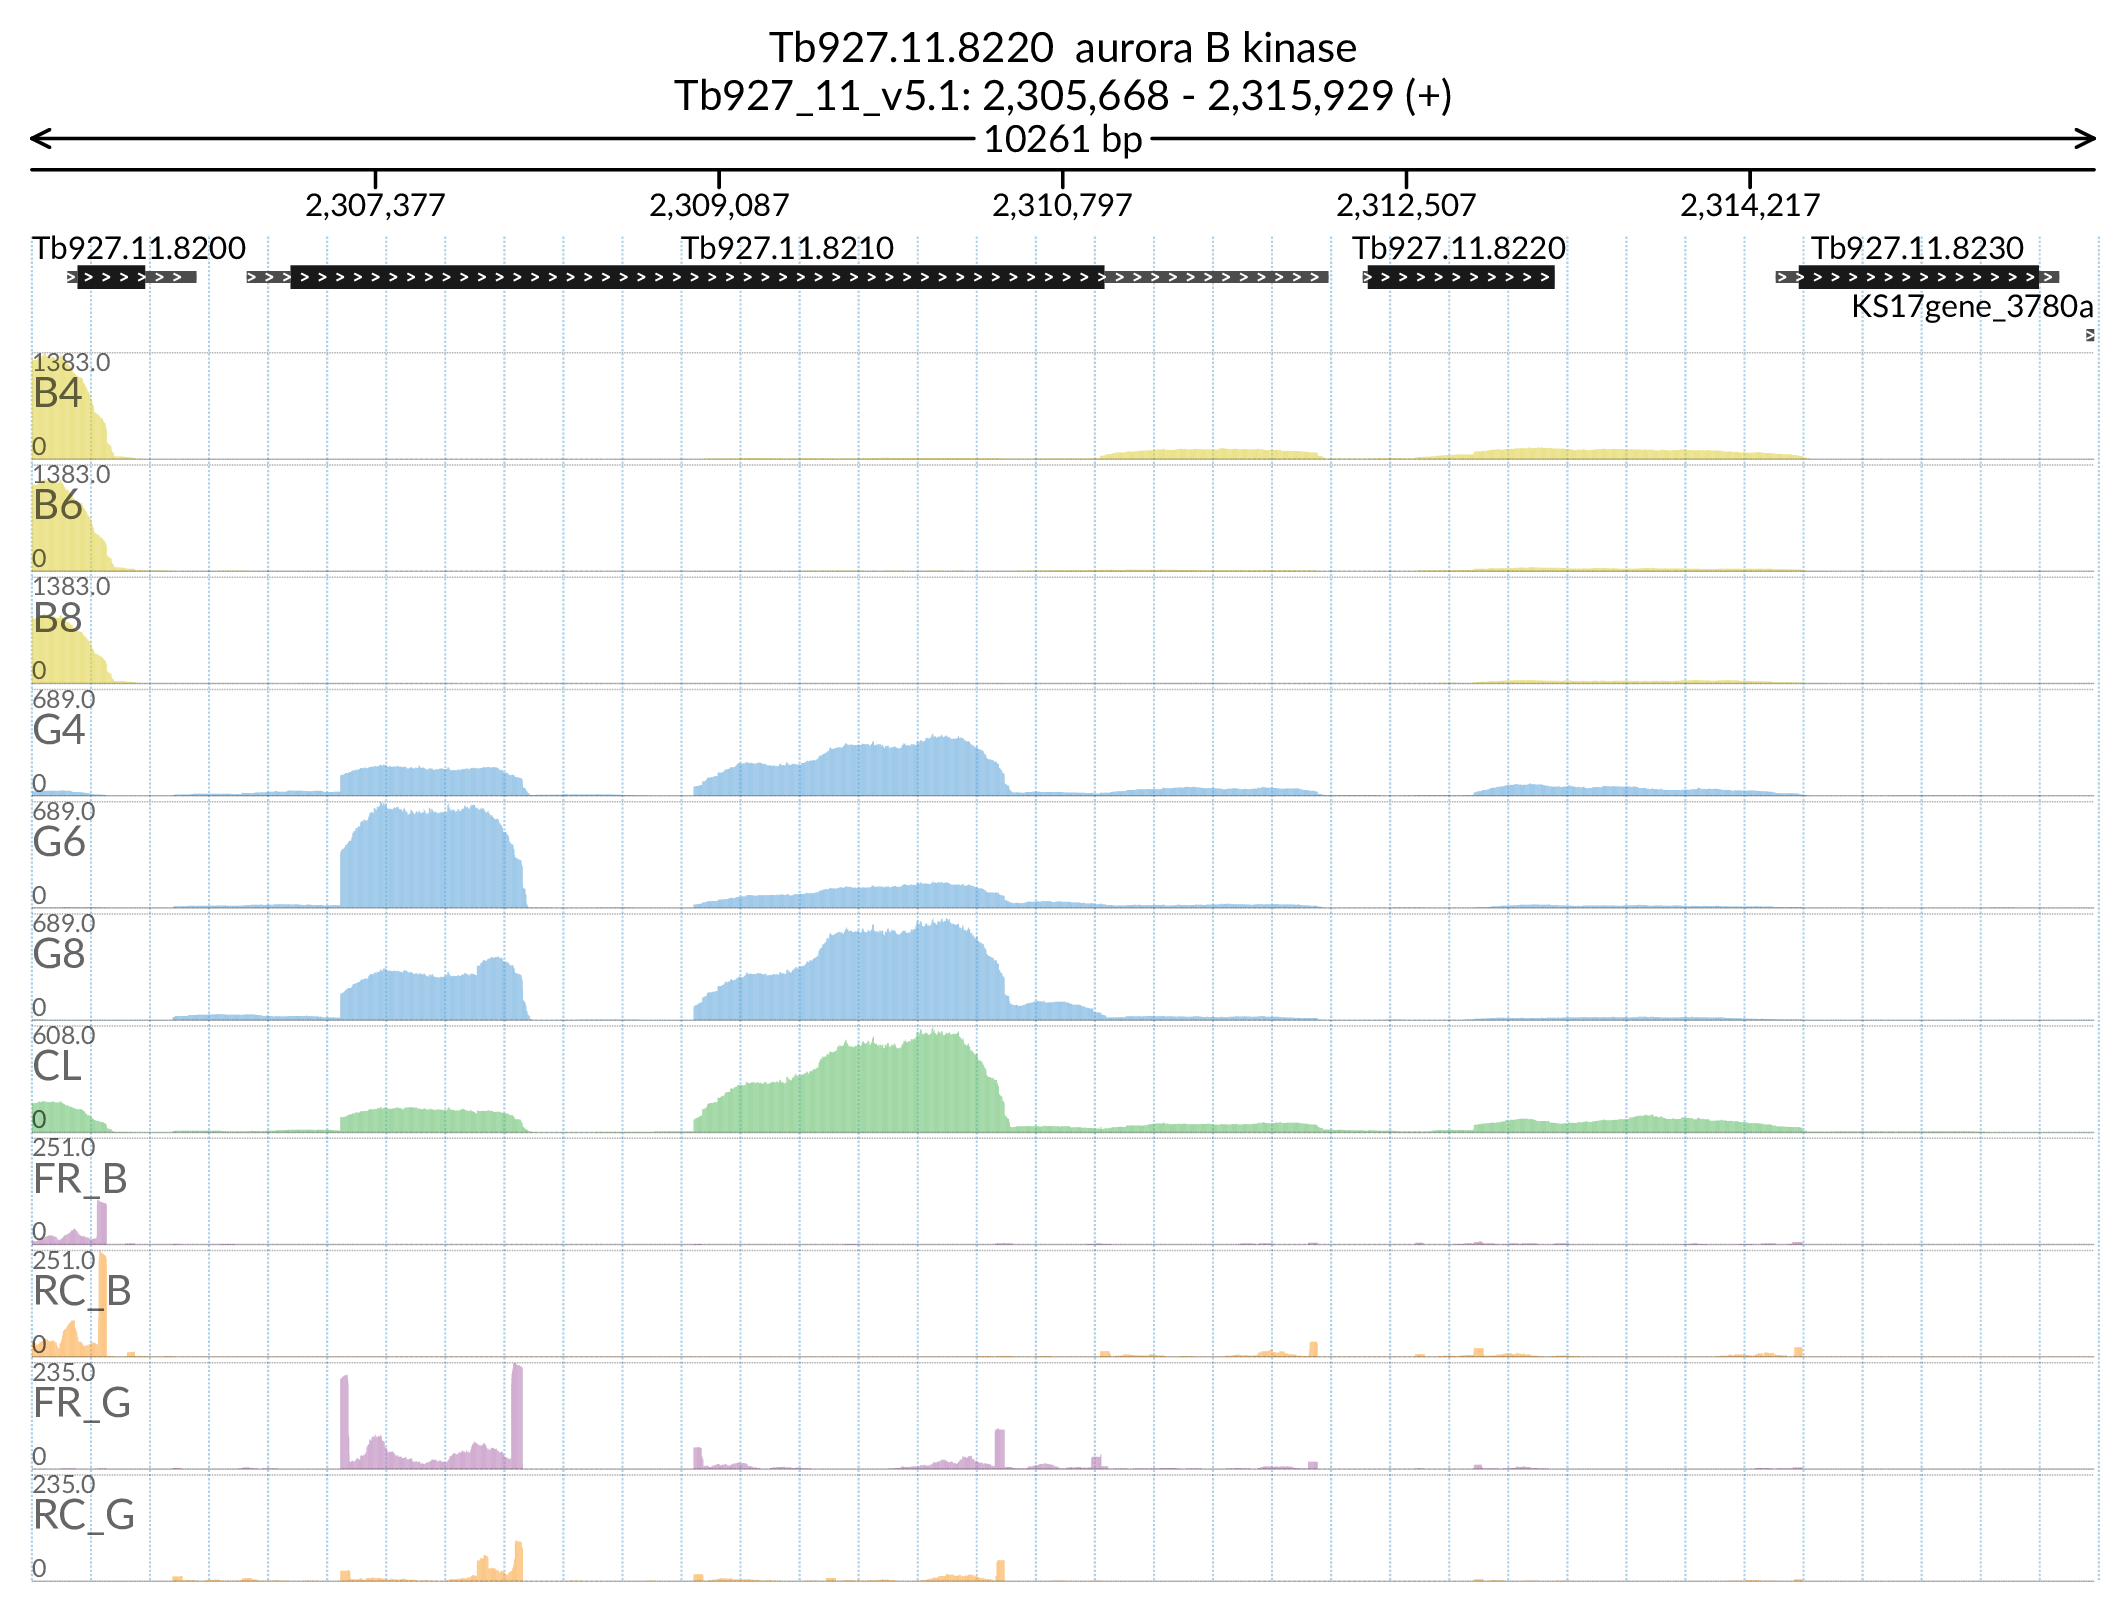 Tb927.11.8220 aurora B kinase
Tb927_11_v5.1: 2,305,668 - 2,315,929 (+)
10261 bp
2,307,377 2,309,087 2,310,797 2,312,507 2,314,217
Tb927.11.8200 Tb927.11.8210 Tb927.11.8220 Tb927.11.8230
KS17gene_3780a
1383.0
B4
0
1383.0
B6
0
1383.0
B8
0
689.0
G4
0
689.0
G6
0
689.0
G8
0
608.0
CL
0
251.0
FR_B
0
251.0
RC_B
0
235.0
FR_G
0
235.0
RC_G
0